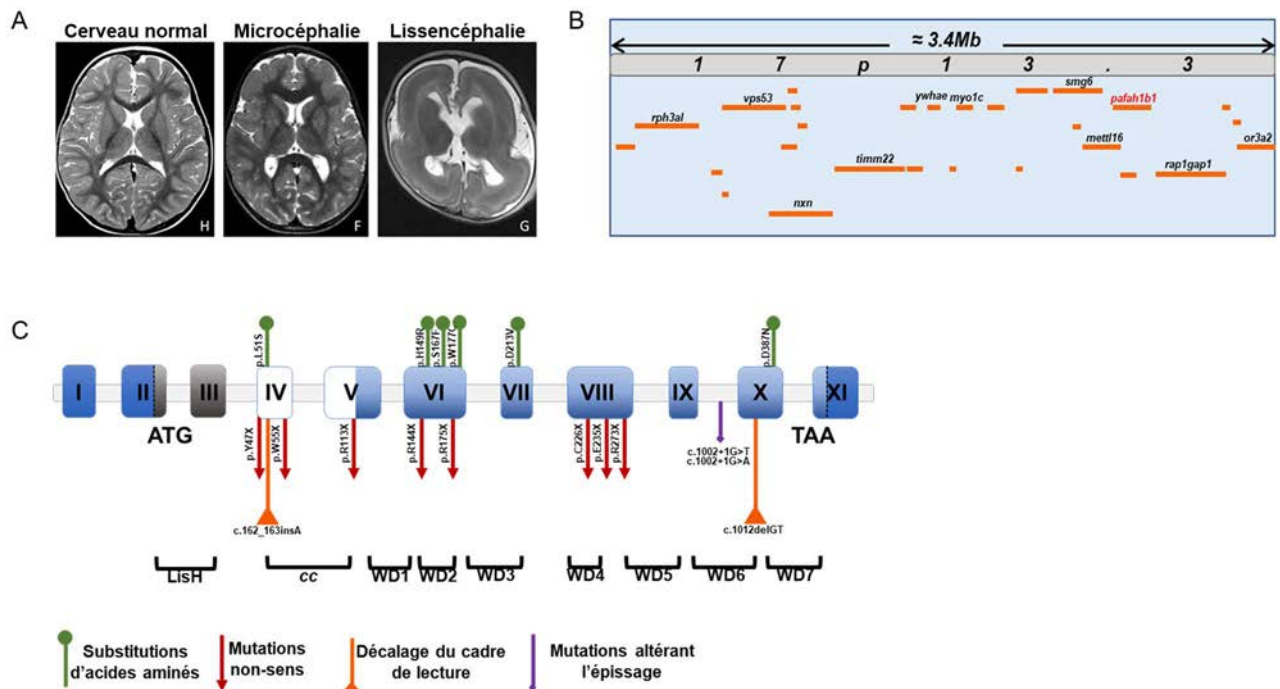 A
Cerveau normal
Microcéphalie
Lissencéphalie
H
F
G
B
≈ 3.4Mb
1 7 p 1 3 . 3
smg6
vps53
ywhae
myo1c
pafah1b1
rph3al
mettl16
or3a2
timm22
rap1gap1
nxn
C
p.L51S
p.H149R
p.W177C
p.D213V
p.D387N
I
II
III
IV
V
VI
VII
VIII
IX
X
XI
ATG
TAA
p.Y47X
p.W55X
p.R113X
p.R144X
p.R175X
p.C226X
p.E235X
p.R273X
c.1002+1G>T
c.1002+1G>A
c.162_163insA
c.1012delGT
LisH
cc
WD1
WD2
WD3
WD4
WD5
WD6
WD7
Substitutions
d'acides aminés
Mutations
non-sens
Décalage du cadre
de lecture
Mutations altérant
l'épissage